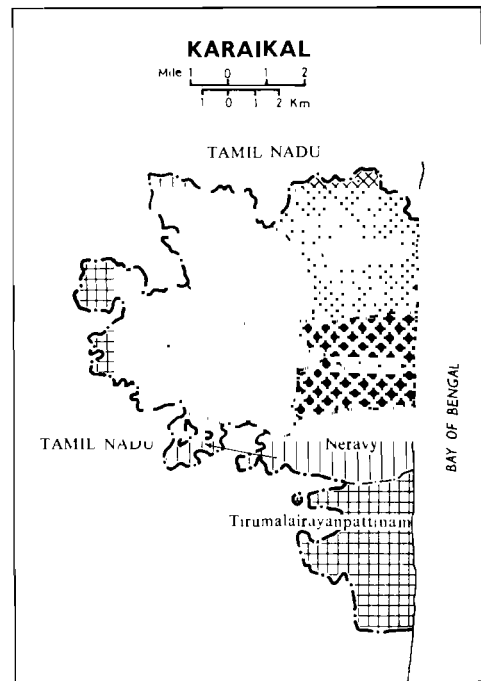 KARAIKAL
Mile 1 0 1 2
1 0 1 2 Km
TAMIL NADU
TAMIL NADU
Neravy
BAY OF BENGAL
Tirumalairayanpattinam